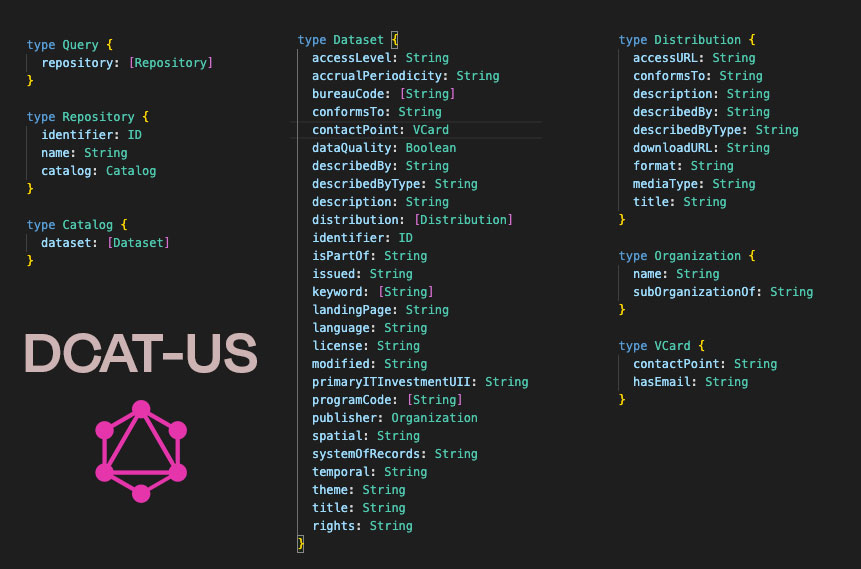 type Query {
repository: [Repository]
}
type Repository {
identifier: ID
name: String
catalog: Catalog
}
type Catalog {
dataset: [Dataset]
}
DCAT-US
type Dataset {
accessLevel: String
accrualPeriodicity: String
bureauCode: [String]
conformsTo: String
contactPoint: VCard
dataQuality: Boolean
describedBy: String
describedByType: String
description: String
distribution: [Distribution]
identifier: ID
isPartOf: String
issued: String
keyword: [String]
landingPage: String
language: String
license: String
modified: String
primaryITInvestmentUII: String
programCode: [String]
publisher: Organization
spatial: String
systemOfRecords: String
temporal: String
theme: String
title: String
rights: String
}
type Distribution {
accessURL: String
conformsTo: String
description: String
describedBy: String
describedByType: String
downloadURL: String
format: String
mediaType: String
title: String
}
type Organization {
name: String
subOrganizationOf: String
}
type VCard {
contactPoint: String
hasEmail: String
}